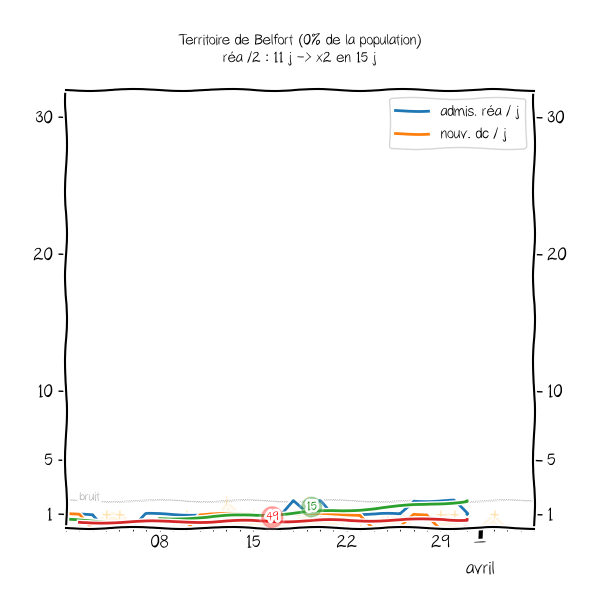 Territoire de Belfort (0% de la population)
réa /2 : 11 j -> x2 en 15 j
admis. réa / j
nouv. dc / j
30 30
20 20
10 10
5 5
bruit
15
49
1 1
08 15 22 29 1
avril